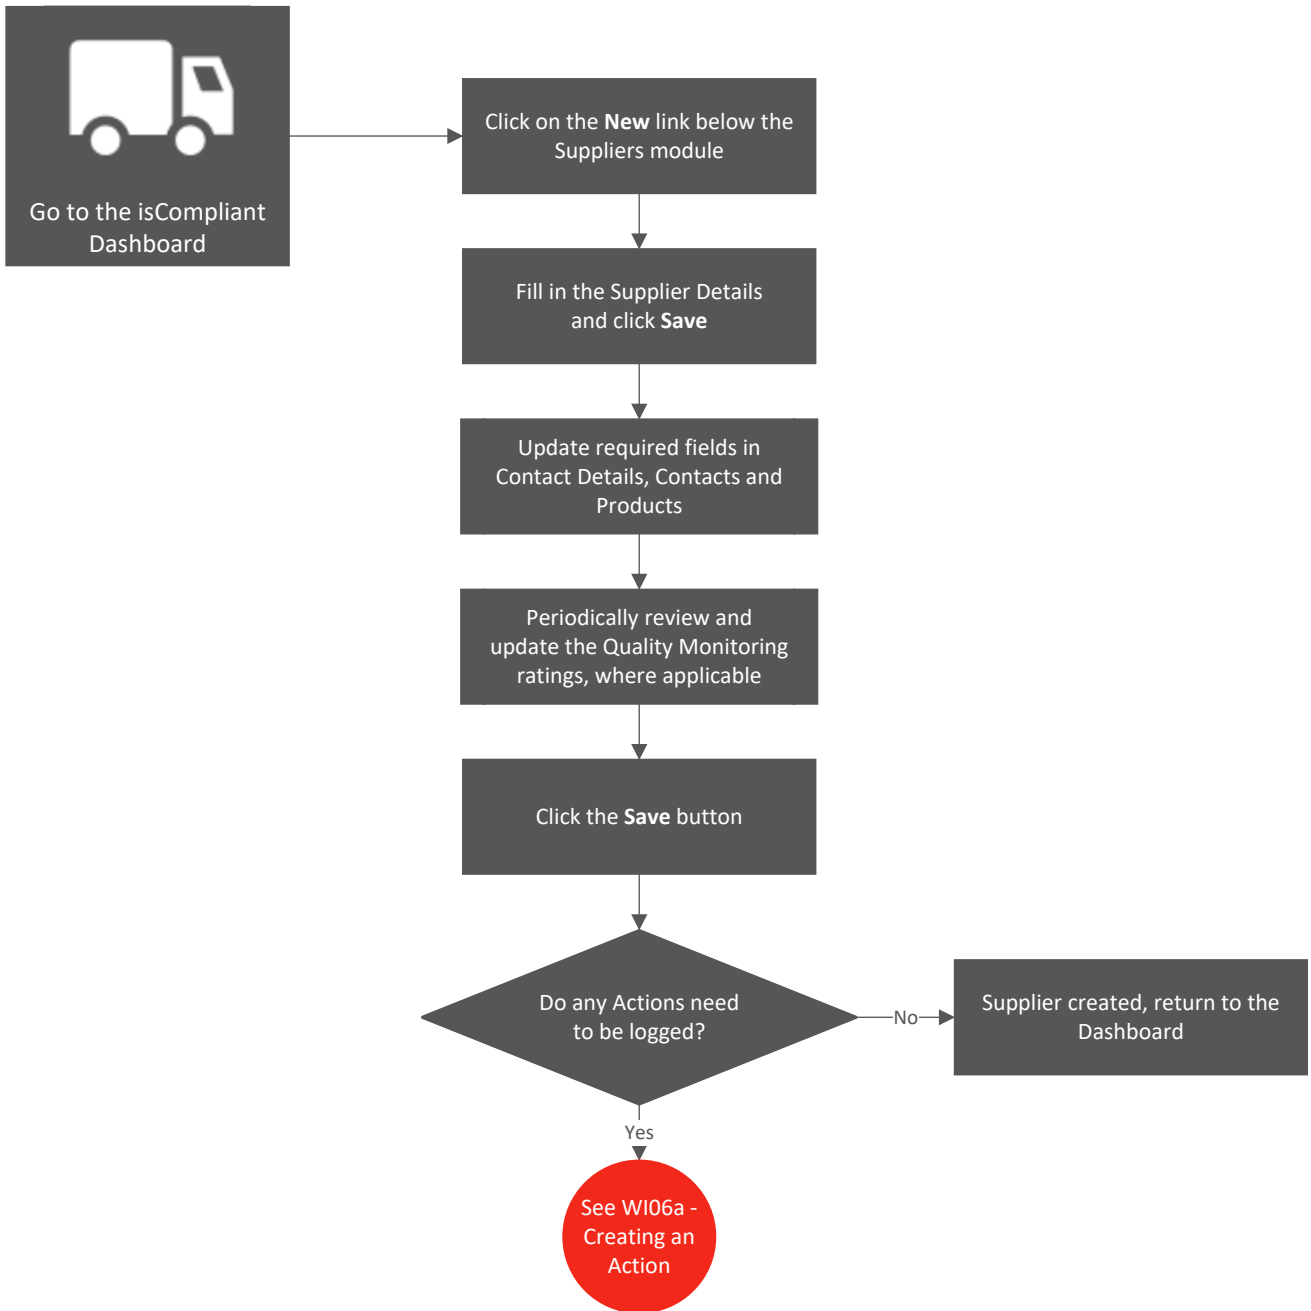 Go to the isCompliant
Dashboard
Click on the New link below the
Suppliers module
Fill in the Supplier Details
and click Save
Update required fields in
Contact Details, Contacts and
Products
Periodically review and
update the Quality Monitoring
ratings, where applicable
Click the Save button
Do any Actions need
to be logged?
No
Supplier created, return to the
Dashboard
Yes
See WI06a -
Creating an
Action